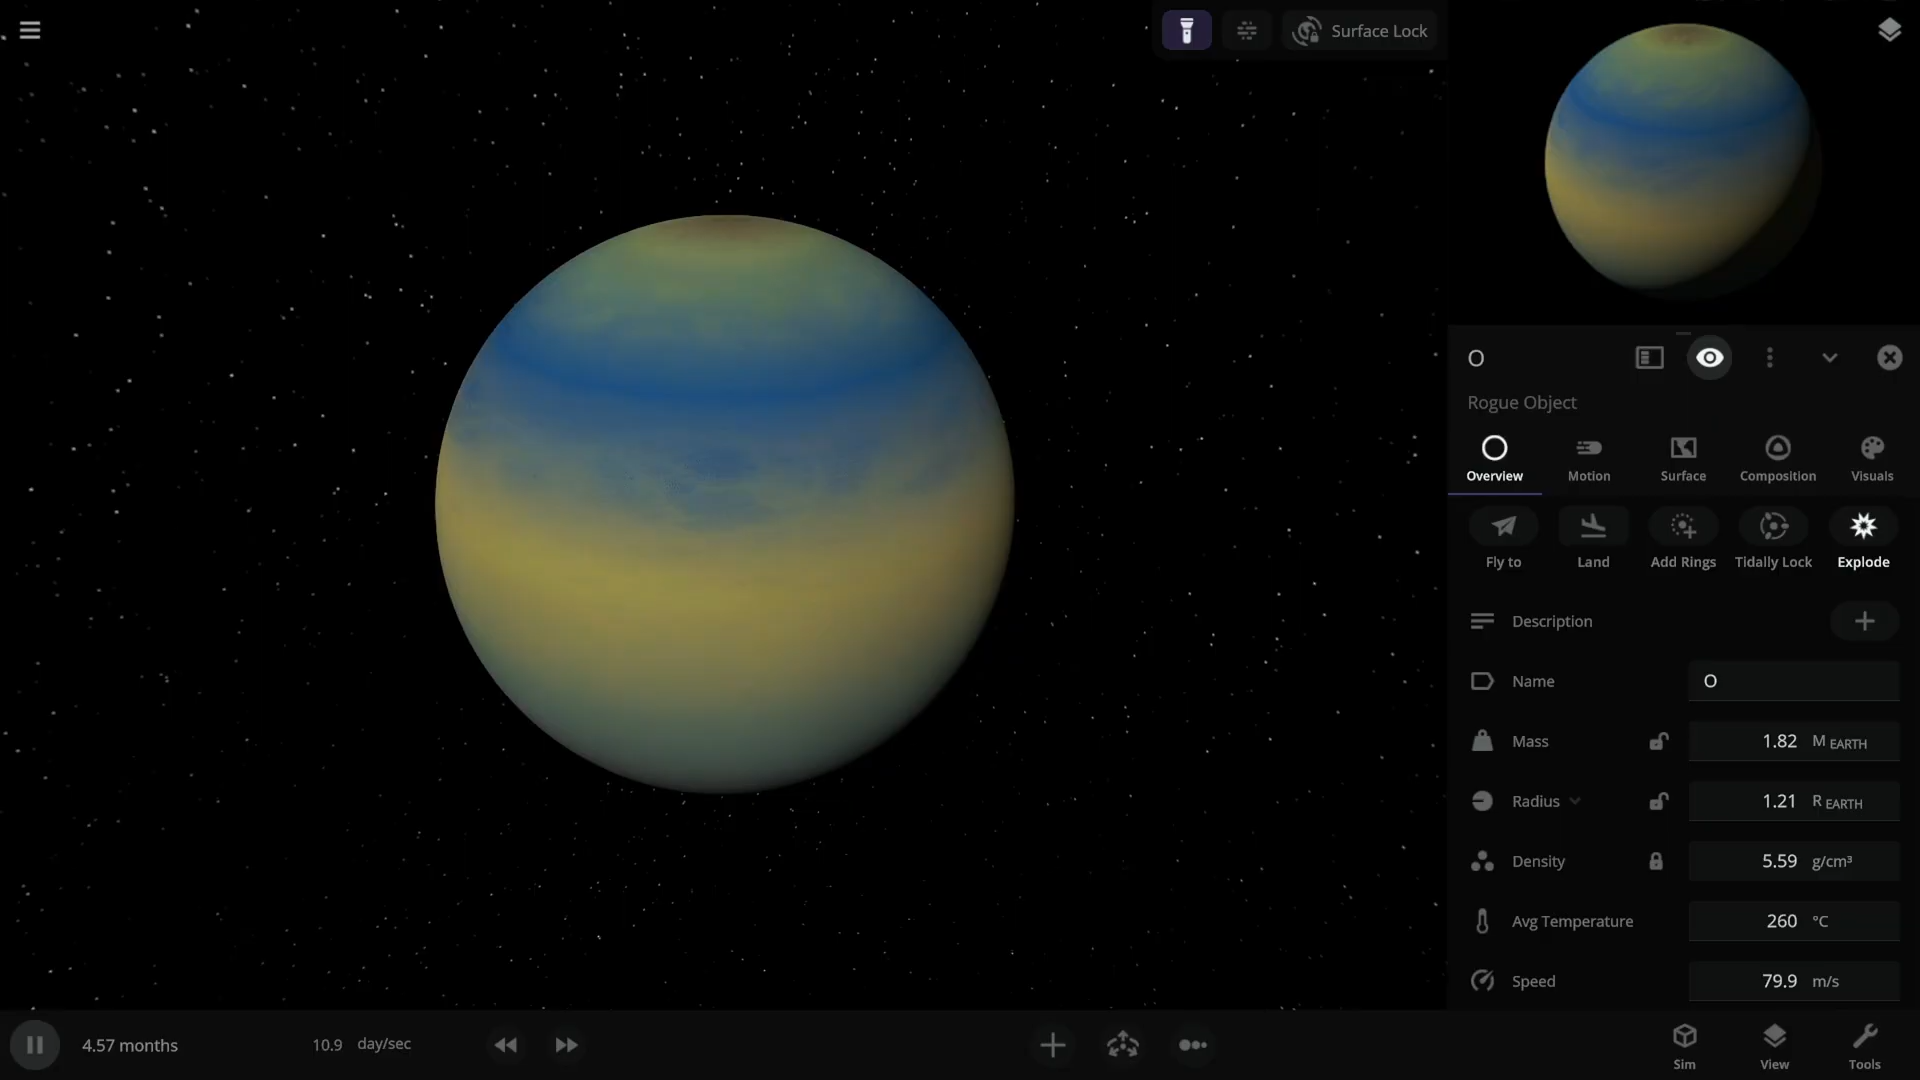 Surface Lock
O
Rogue Object
Overview
Motion
Surface
Composition
Visuals
Fly to
Land
Add Rings
Tidally Lock
Explode
Description
Name O
Mass 1.82 M EARTH
Radius 1.21 R EARTH
Density 5.59 g/cm³
Avg Temperature 260 °C
Speed 79.9 m/s
4.57 months
10.9 day/sec
Sim
View
Tools